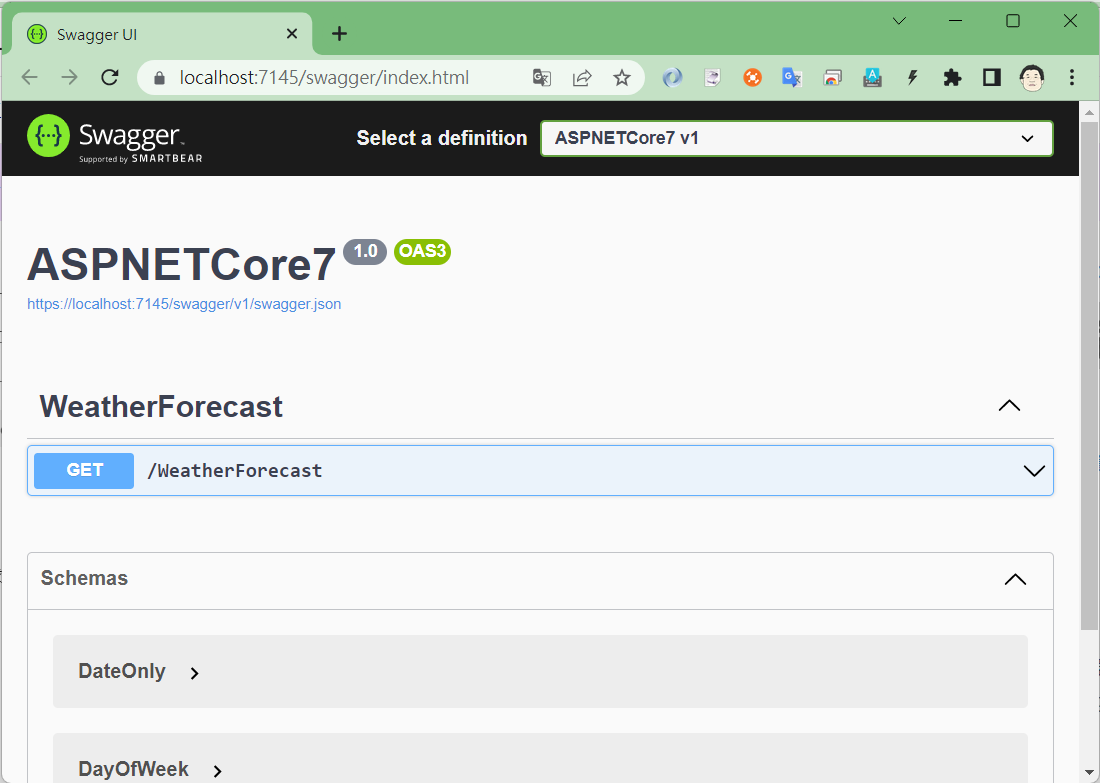 Swagger UI
localhost:7145/swagger/index.html
Swagger
Supported by SMARTBEAR
Select a definition
ASPNETCore7 v1
ASPNETCore7 1.0 OAS3
https://localhost:7145/swagger/v1/swagger.json
WeatherForecast
GET /WeatherForecast
Schemas
DateOnly
DayOfWeek